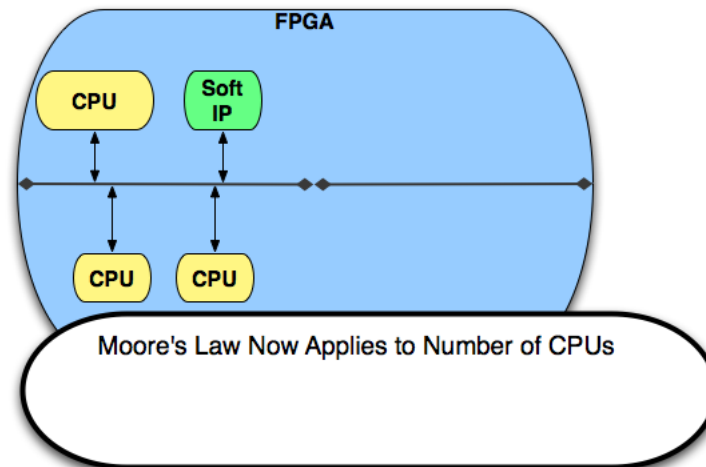 FPGA
CPU
Soft
IP
CPU
CPU
Moore's Law Now Applies to Number of CPUs